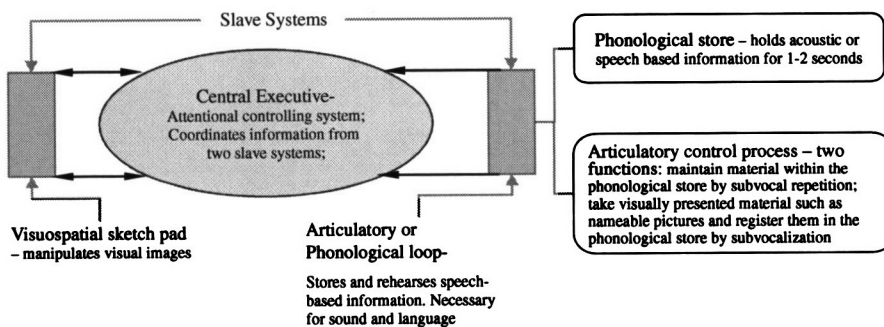 Slave Systems
Central Executive-
Attentional controlling system;
Coordinates information from
two slave systems;
Phonological store – holds acoustic or
speech based information for 1-2 seconds
Articulatory control process – two
functions: maintain material within the
phonological store by subvocal repetition;
take visually presented material such as
nameable pictures and register them in the
phonological store by subvocalization
Visuospatial sketch pad
– manipulates visual images
Articulatory or
Phonological loop-
Stores and rehearses speech-
based information. Necessary
for sound and language